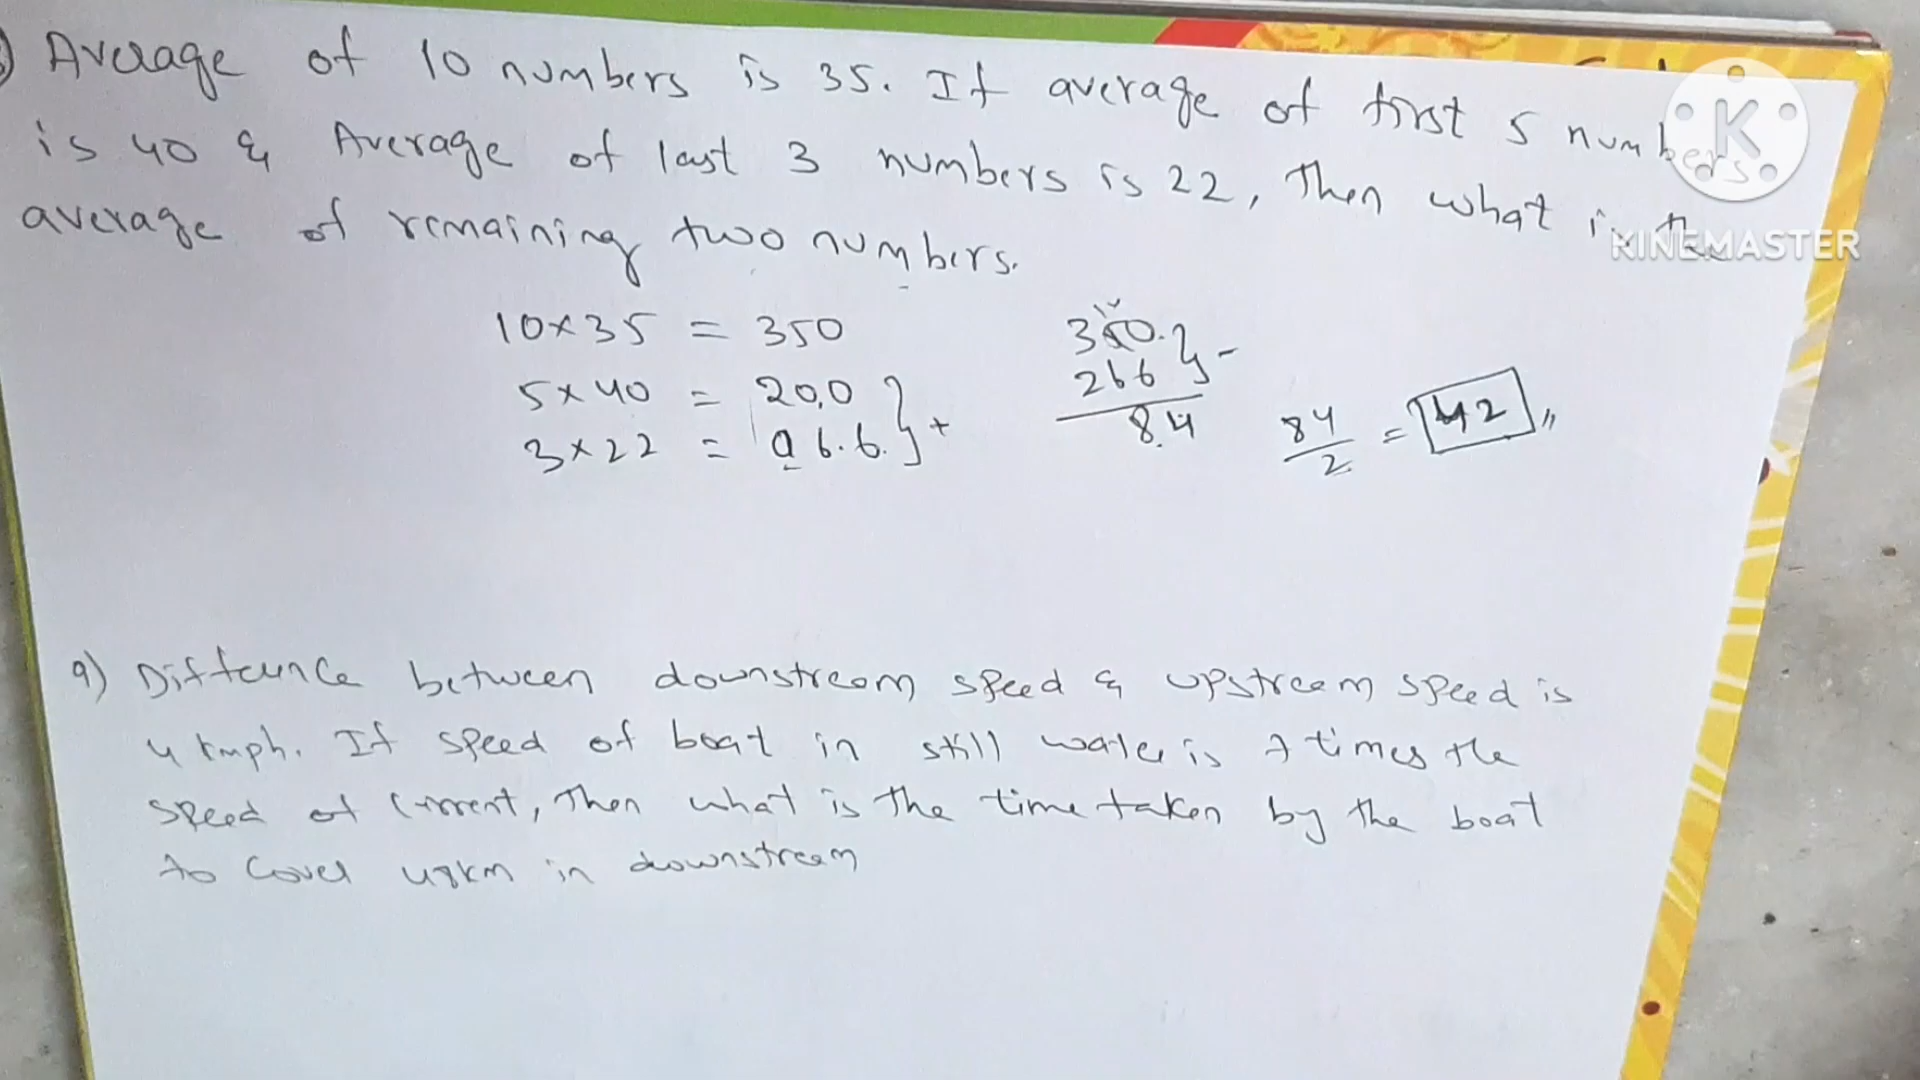 ) Average of 10 numbers is 35. If average of first 5 numbers
is 40 & Average of last 3 numbers is 22, Then what is the
average of remaining two numbers.
K
KINEMASTER
10×35 = 350
5×40 = 200 } +
3×22 = 066
350 } -
266
84
84/2 = 42
9) Difference between downstream speed & upstream speed is
4 kmph. If speed of boat in still water is 7 times the
speed of current, Then what is the time taken by the boat
to cover 48km in downstream